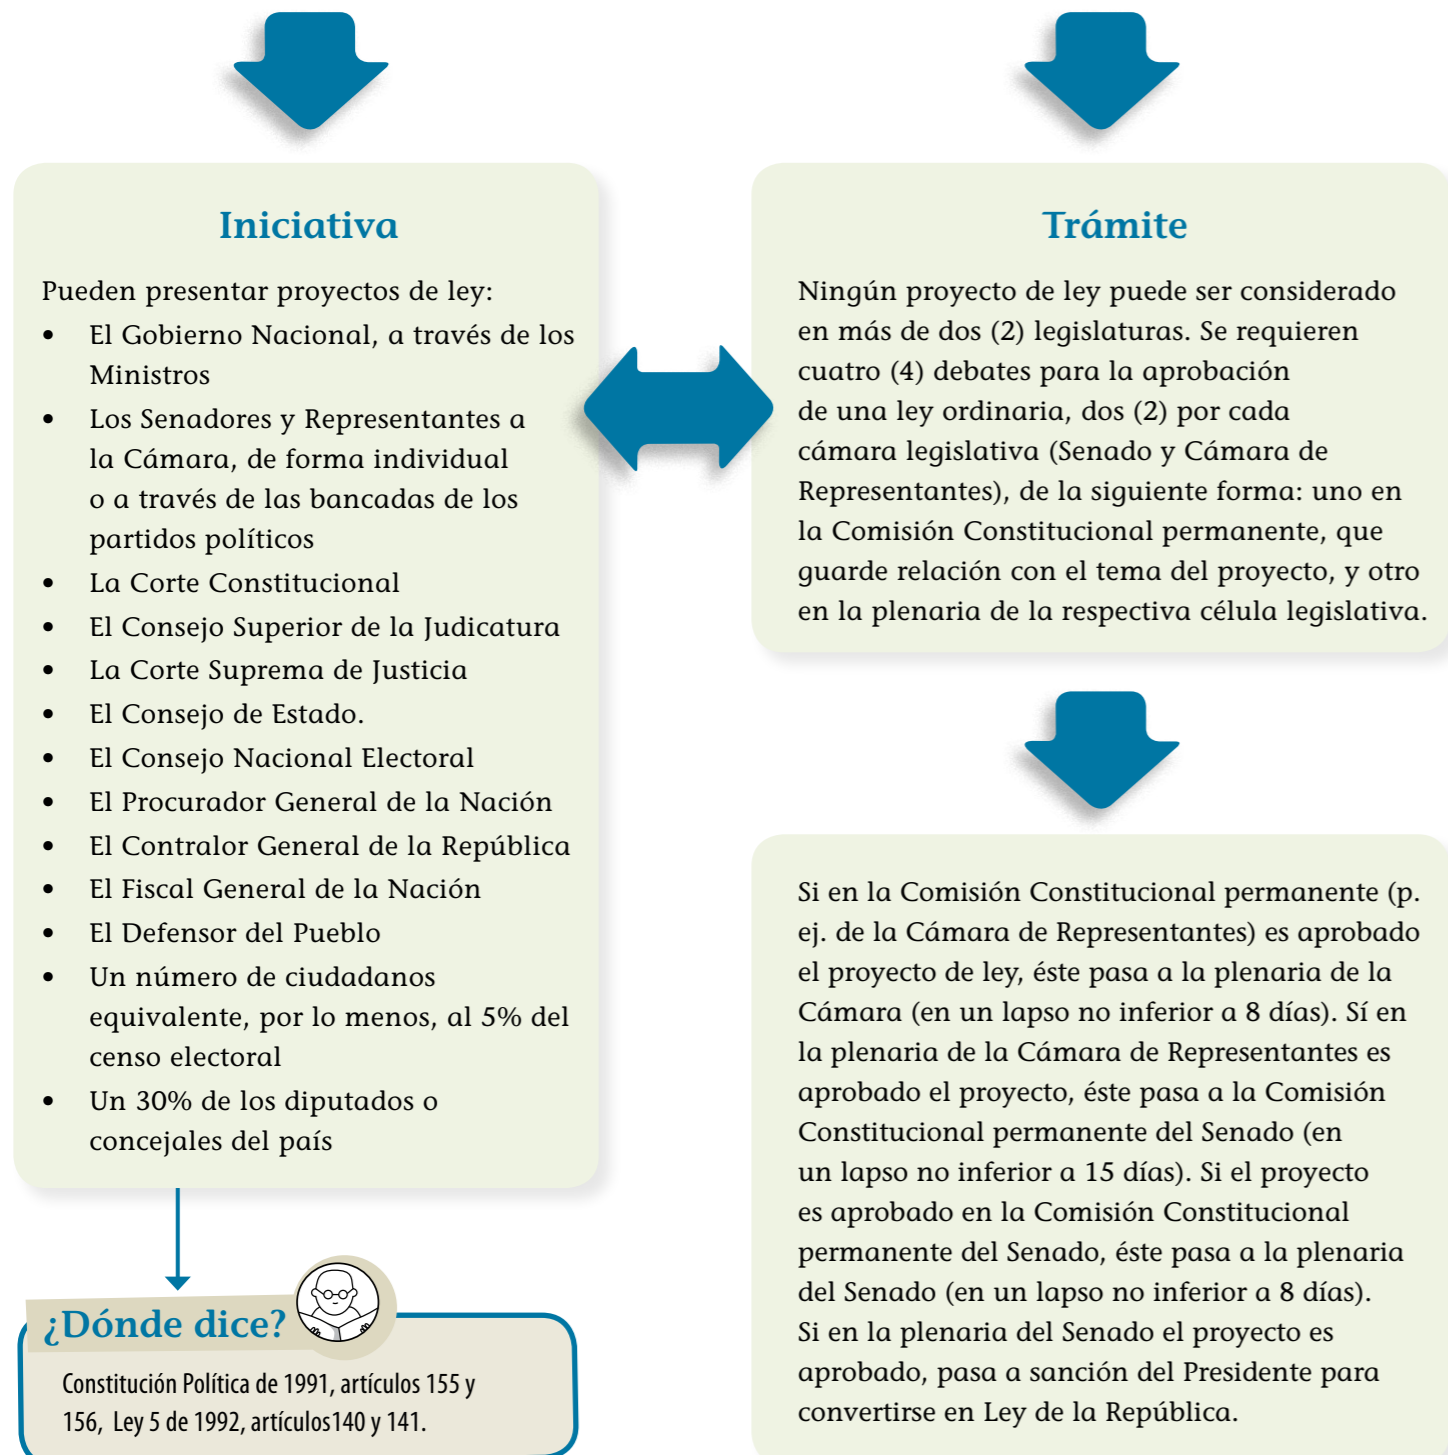 Iniciativa
Pueden presentar proyectos de ley:
• El Gobierno Nacional, a través de los
Ministros
• Los Senadores y Representantes a
la Cámara, de forma individual
o a través de las bancadas de los
partidos políticos
• La Corte Constitucional
• El Consejo Superior de la Judicatura
• La Corte Suprema de Justicia
• El Consejo de Estado.
• El Consejo Nacional Electoral
• El Procurador General de la Nación
• El Contralor General de la República
• El Fiscal General de la Nación
• El Defensor del Pueblo
• Un número de ciudadanos
equivalente, por lo menos, al 5% del
censo electoral
• Un 30% de los diputados o
concejales del país
¿Dónde dice?
Constitución Política de 1991, artículos 155 y
156, Ley 5 de 1992, artículos140 y 141.
Trámite
Ningún proyecto de ley puede ser considerado
en más de dos (2) legislaturas. Se requieren
cuatro (4) debates para la aprobación
de una ley ordinaria, dos (2) por cada
cámara legislativa (Senado y Cámara de
Representantes), de la siguiente forma: uno en
la Comisión Constitucional permanente, que
guarde relación con el tema del proyecto, y otro
en la plenaria de la respectiva célula legislativa.
Si en la Comisión Constitucional permanente (p.
ej. de la Cámara de Representantes) es aprobado
el proyecto de ley, éste pasa a la plenaria de la
Cámara (en un lapso no inferior a 8 días). Sí en
la plenaria de la Cámara de Representantes es
aprobado el proyecto, éste pasa a la Comisión
Constitucional permanente del Senado (en
un lapso no inferior a 15 días). Si el proyecto
es aprobado en la Comisión Constitucional
permanente del Senado, éste pasa a la plenaria
del Senado (en un lapso no inferior a 8 días).
Si en la plenaria del Senado el proyecto es
aprobado, pasa a sanción del Presidente para
convertirse en Ley de la República.